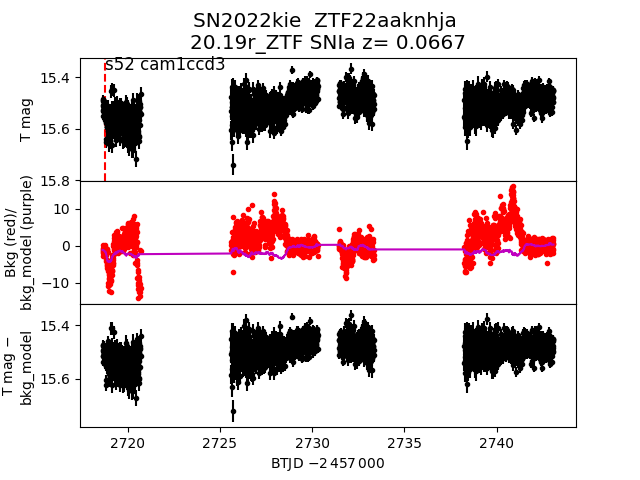 SN2022kie  ZTF22aaknhja
20.19r_ZTF SNIa z= 0.0667
s52 cam1ccd3
T mag
15.4
15.6
15.8
Bkg (red)/
bkg_model (purple)
10
0
−10
T mag −
bkg_model
15.4
15.6
2720
2725
2730
2735
2740
BTJD −2 457 000